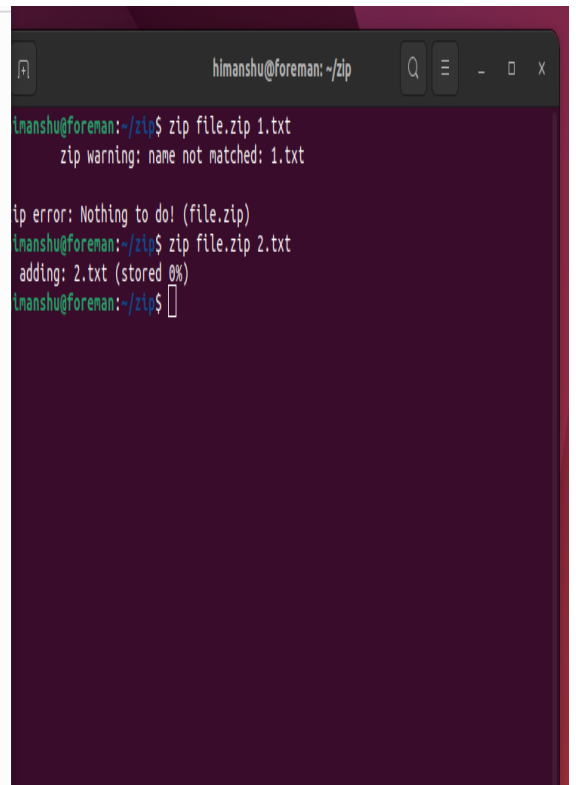 himanshu@foreman: ~/zip
imanshu@foreman:~/zip$ zip file.zip 1.txt
zip warning: name not matched: 1.txt
ip error: Nothing to do! (file.zip)
imanshu@foreman:~/zip$ zip file.zip 2.txt
adding: 2.txt (stored 0%)
imanshu@foreman:~/zip$